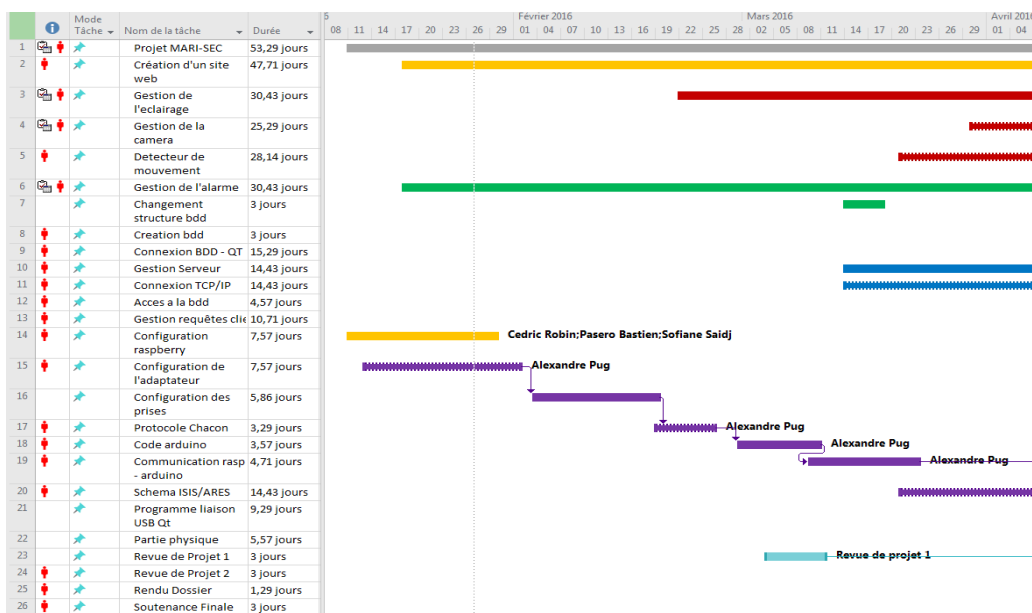 5 Février 2016 Mars 2016 Avril 201
Mode Tâche Nom de la tâche Durée 08 11 14 17 20 23 26 29 01 04 07 10 13 16 19 22 25 28 02 05 08 11 14 17 20 23 26 29 01 04
1 Projet MARI-SEC 53,29 jours
2 Création d'un site 47,71 jours
web
3 Gestion de 30,43 jours
l'eclairage
4 Gestion de la 25,29 jours
camera
5 Detecteur de 28,14 jours
mouvement
6 Gestion de l'alarme 30,43 jours
7 Changement 3 jours
structure bdd
8 Creation bdd 3 jours
9 Connexion BDD - QT 15,29 jours
10 Gestion Serveur 14,43 jours
11 Connexion TCP/IP 14,43 jours
12 Acces a la bdd 4,57 jours
13 Gestion requêtes clie 10,71 jours
14 Configuration 7,57 jours Cedric Robin;Pasero Bastien;Sofiane Saidj
raspberry
15 Configuration de 7,57 jours Alexandre Pug
l'adaptateur
16 Configuration des 5,86 jours
prises
17 Protocole Chacon 3,29 jours Alexandre Pug
18 Code arduino 3,57 jours Alexandre Pug
19 Communication rasp 4,71 jours Alexandre Pug
- arduino
20 Schema ISIS/ARES 14,43 jours
21 Programme liaison 9,29 jours
USB Qt
22 Partie physique 5,57 jours
23 Revue de Projet 1 3 jours Revue de projet 1
24 Revue de Projet 2 3 jours
25 Rendu Dossier 1,29 jours
26 Soutenance Finale 3 jours